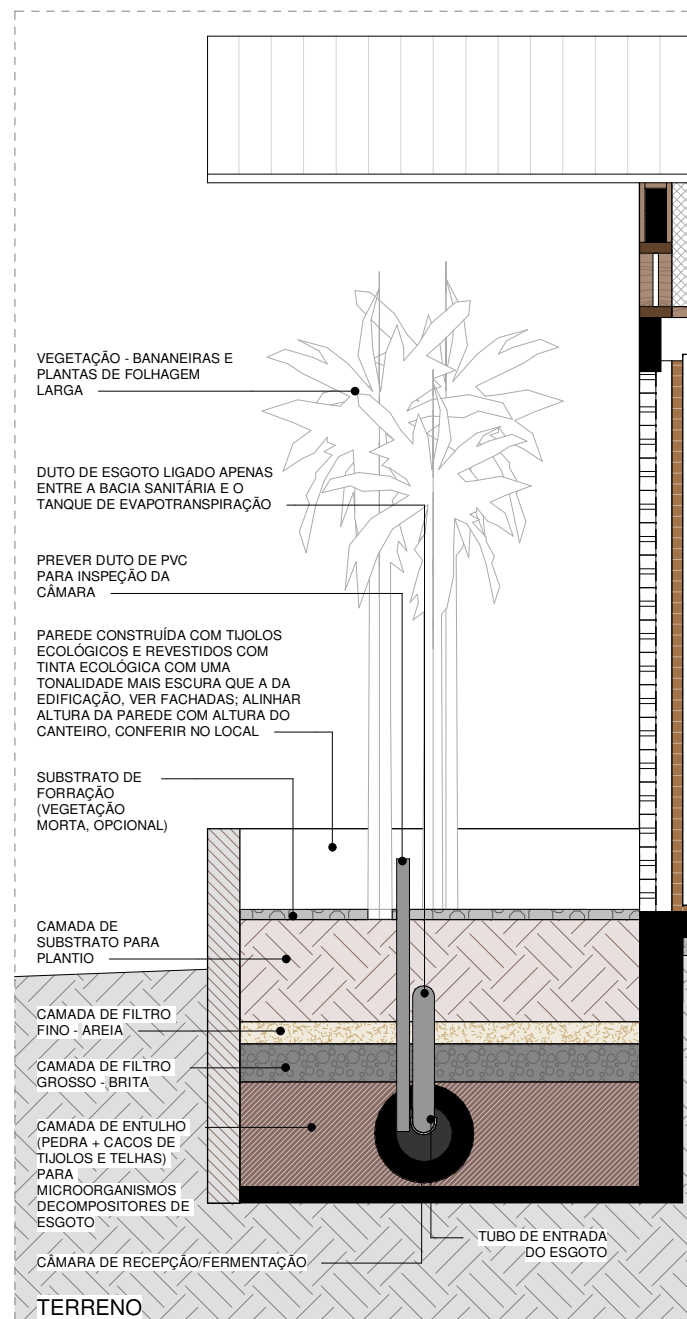 VEGETAÇÃO - BANANEIRAS E
PLANTAS DE FOLHAGEM
LARGA
DUTO DE ESGOTO LIGADO APENAS
ENTRE A BACIA SANITÁRIA E O
TANQUE DE EVAPOTRANSPIRAÇÃO
PREVER DUTO DE PVC
PARA INSPEÇÃO DA
CÂMARA
PAREDE CONSTRUÍDA COM TIJOLOS
ECOLÓGICOS E REVESTIDOS COM
TINTA ECOLÓGICA COM UMA
TONALIDADE MAIS ESCURA QUE A DA
EDIFICAÇÃO, VER FACHADAS; ALINHAR
ALTURA DA PAREDE COM ALTURA DO
CANTEIRO, CONFERIR NO LOCAL
SUBSTRATO DE
FORRAÇÃO
(VEGETAÇÃO
MORTA, OPCIONAL)
CAMADA DE
SUBSTRATO PARA
PLANTIO
CAMADA DE FILTRO
FINO - AREIA
CAMADA DE FILTRO
GROSSO - BRITA
CAMADA DE ENTULHO
(PEDRA + CACOS DE
TIJOLOS E TELHAS)
PARA
MICROORGANISMOS
DECOMPOSITORES DE
ESGOTO
TUBO DE ENTRADA
DO ESGOTO
CÂMARA DE RECEPÇÃO/FERMENTAÇÃO
TERRENO